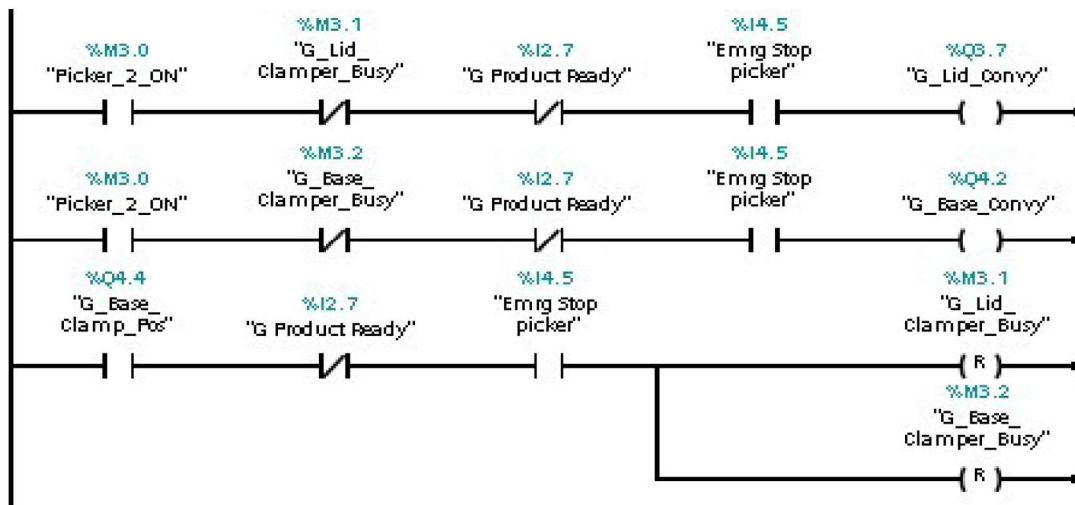 %M3.0
"Picker_2_ON"
%M3.1
"G_Lid_
Clamper_Busy"
%I2.7
"G Product Ready"
%I4.5
"Emrg Stop
picker"
%Q3.7
"G_Lid_Convy"
%M3.0
"Picker_2_ON"
%M3.2
"G_Base_
Clamper_Busy"
%I2.7
"G Product Ready"
%I4.5
"Emrg Stop
picker"
%Q4.2
"G_Base_Convy"
%Q4.4
"G_Base_
Clamp_Pos"
%I2.7
"G Product Ready"
%I4.5
"Emrg Stop
picker"
%M3.1
"G_Lid_
Clamper_Busy"
R
%M3.2
"G_Base_
Clamper_Busy"
R